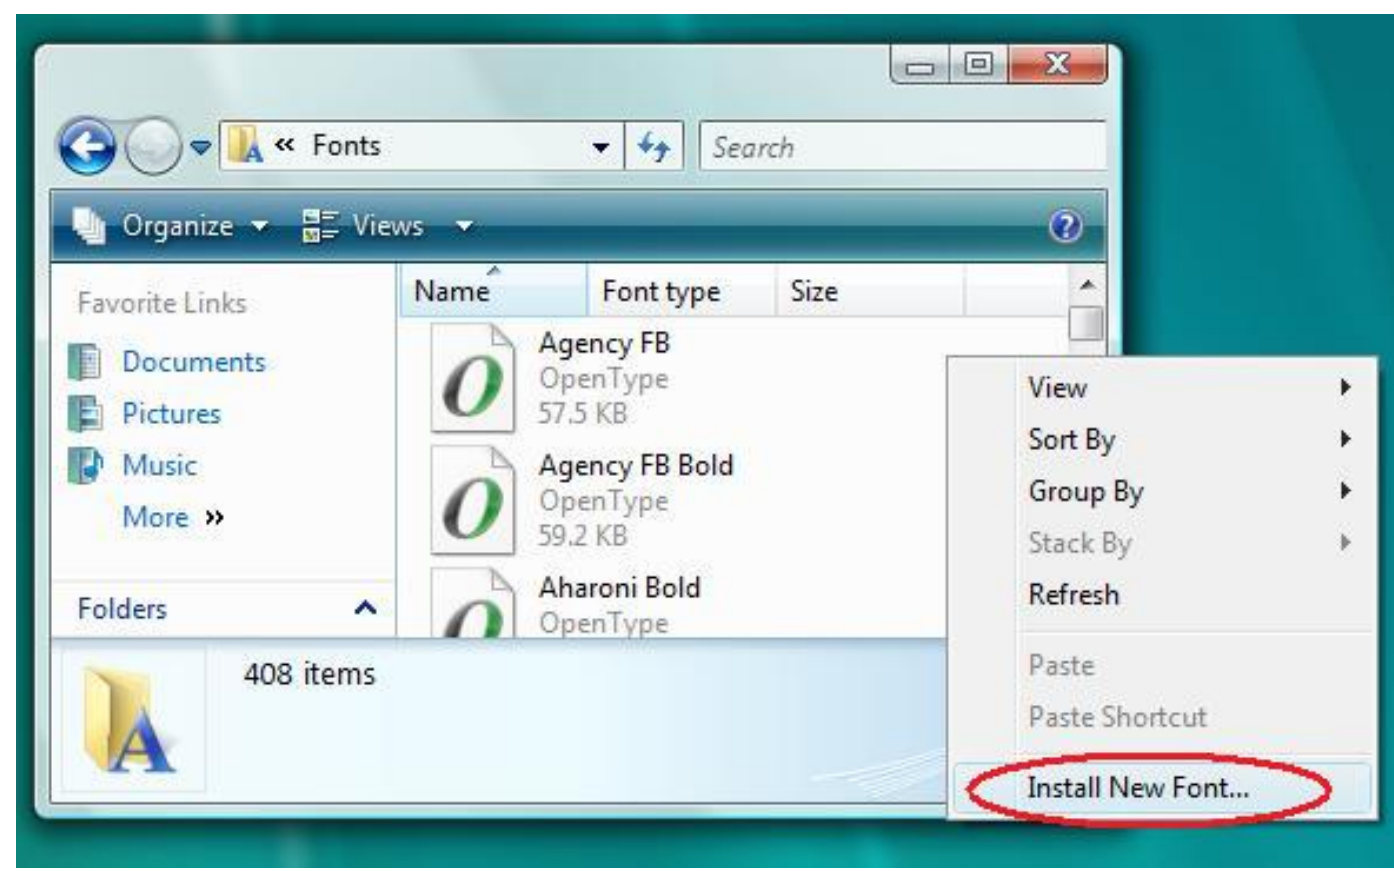 « Fonts
Search
Organize
Views
Favorite Links
Documents
Pictures
Music
More »
Folders
Name Font type Size
Agency FB
OpenType
57.5 KB
Agency FB Bold
OpenType
59.2 KB
Aharoni Bold
OpenType
408 items
View
Sort By
Group By
Stack By
Refresh
Paste
Paste Shortcut
Install New Font...